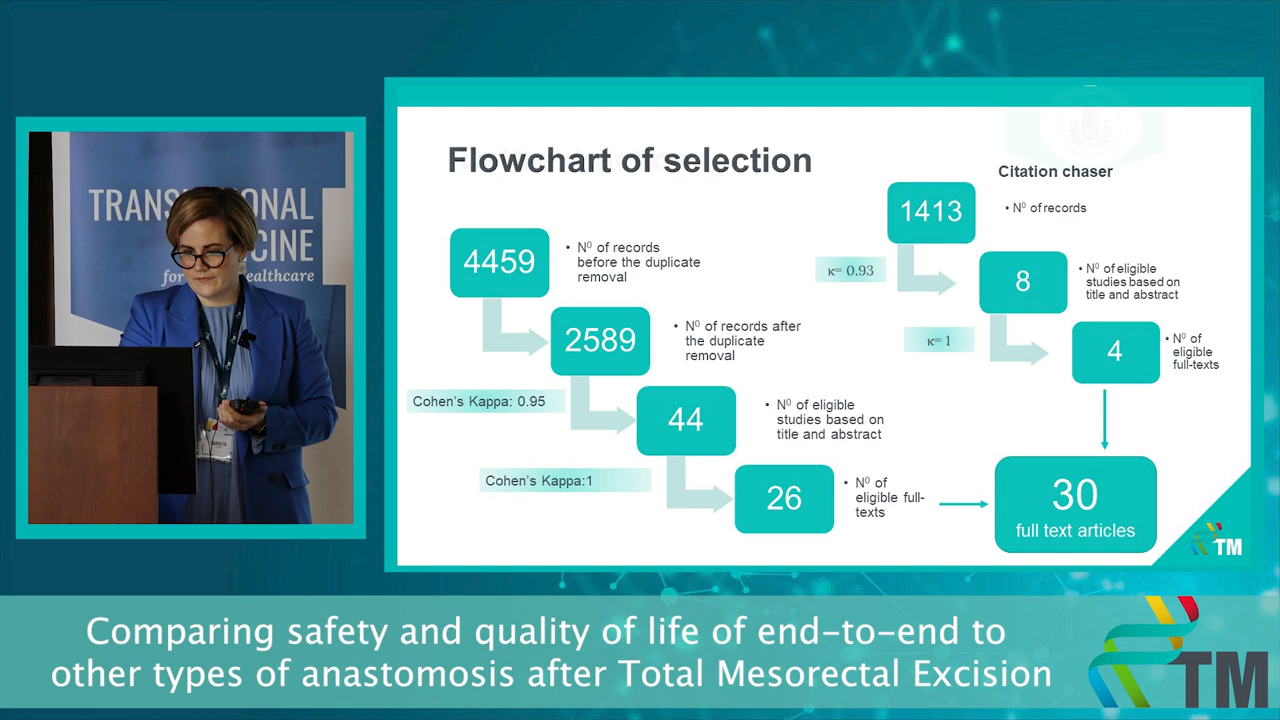 TRANS
ONAL
CINE
for
ealthcare
Flowchart of selection
4459
• N⁰ of records
before the duplicate
removal
2589
• N⁰ of records after
the duplicate
removal
Cohen's Kappa: 0.95
44
• N⁰ of eligible
studies based on
title and abstract
Cohen's Kappa:1
26
• N⁰ of
eligible full-
texts
Citation chaser
1413
• N⁰ of records
κ= 0.93
8
• N⁰ of eligible
studies based on
title and abstract
κ= 1
4
• N⁰ of
eligible
full-texts
30
full text articles
TM
Comparing safety and quality of life of end-to-end to
other types of anastomosis after Total Mesorectal Excision
TM